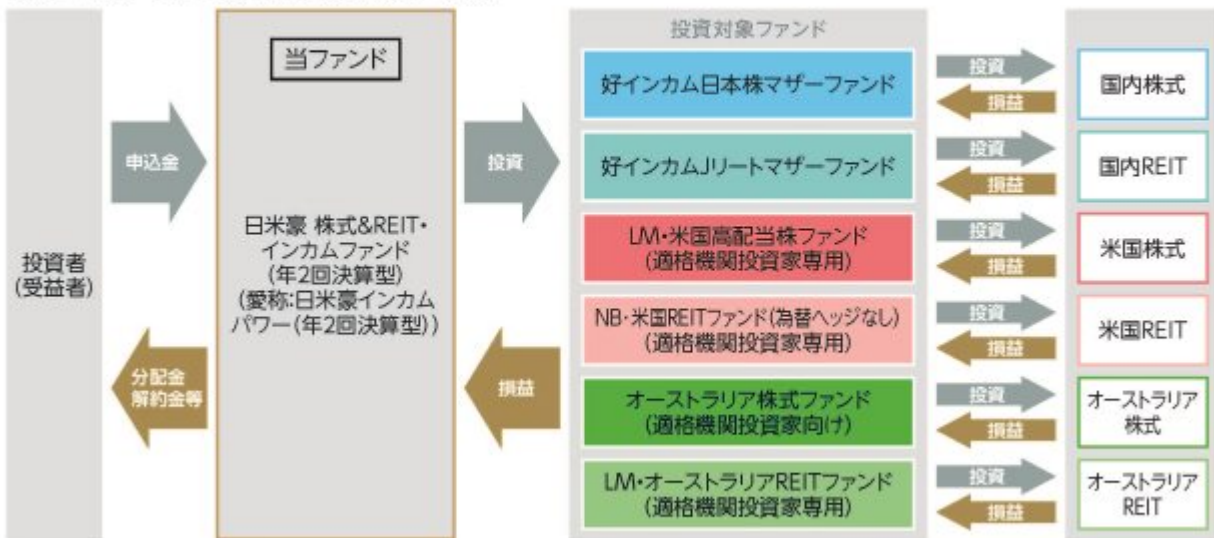 投資者
(受益者)
申込金
分配金
解約金等
当ファンド
日米豪 株式&REIT・
インカムファンド
(年2回決算型)
(愛称:日米豪インカム
パワー(年2回決算型))
投資
損益
投資対象ファンド
好インカム日本株マザーファンド
投資
損益
国内株式
好インカムJリートマザーファンド
投資
損益
国内REIT
LM・米国高配当株ファンド
(適格機関投資家専用)
投資
損益
米国株式
NB・米国REITファンド(為替ヘッジなし)
(適格機関投資家専用)
投資
損益
米国REIT
オーストラリア株式ファンド
(適格機関投資家向け)
投資
損益
オーストラリア
株式
LM・オーストラリアREITファンド
(適格機関投資家専用)
投資
損益
オーストラリア
REIT